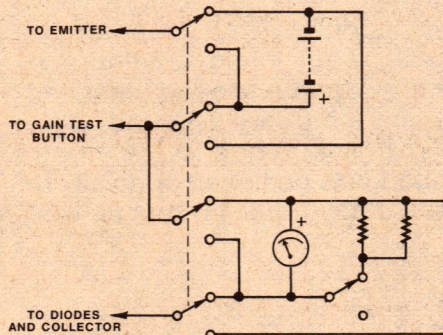 TO EMITTER
+
TO GAIN TEST
BUTTON
+
TO DIODES
AND COLLECTOR